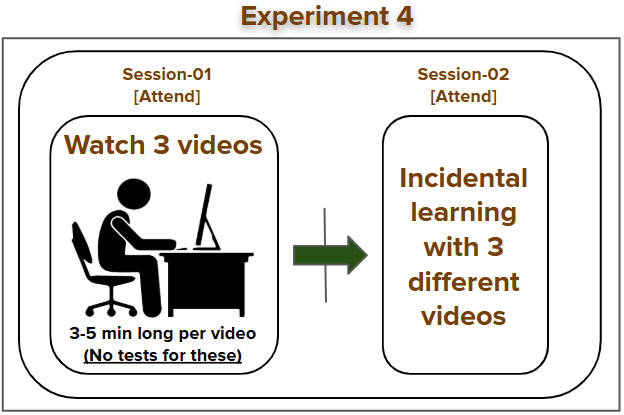 Experiment 4
Session-01
[Attend]
Watch 3 videos
3-5 min long per video
(No tests for these)
Session-02
[Attend]
Incidental
learning
with 3
different
videos